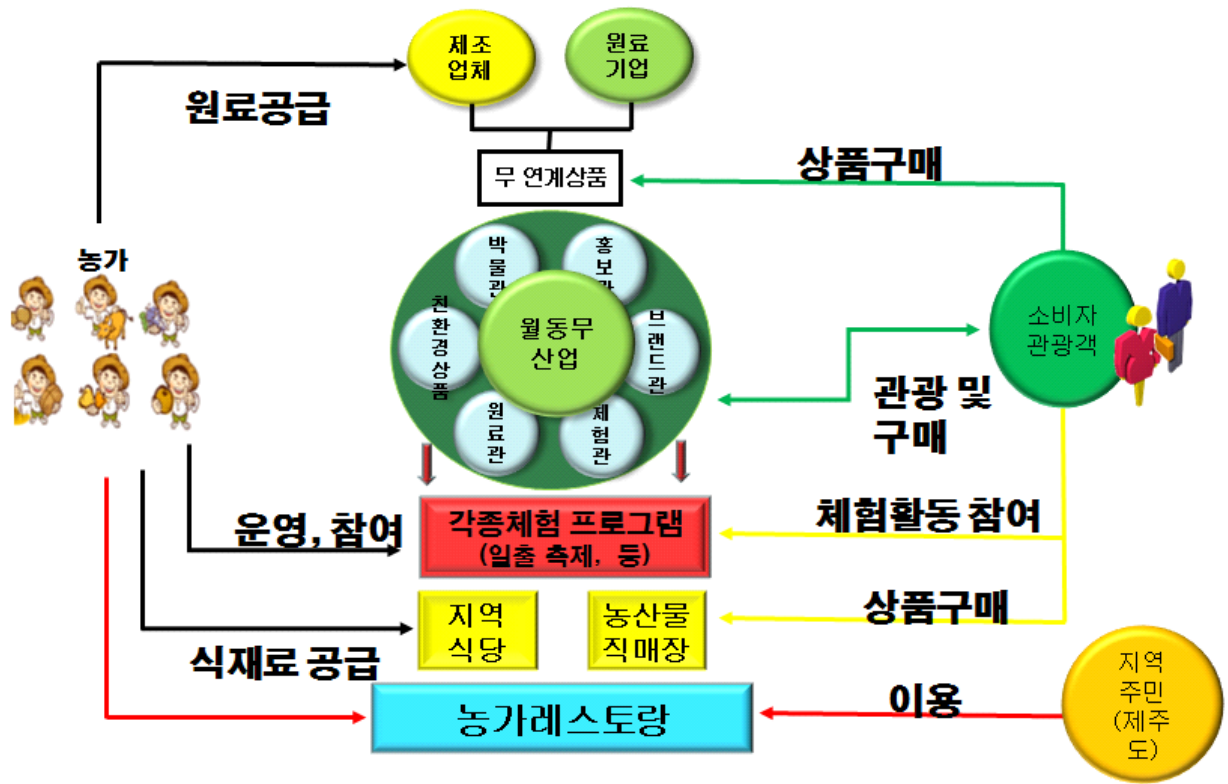 제조
업체
원료
기업
원료공급
무 연계상품
상품구매
농가
박물관
홍보관
친환경상품
월동무
산업
브랜드관
원료관
체험관
소비자
관광객
관광 및
구매
운영, 참여
각종체험 프로그램
(일출 축제, 등)
체험활동 참여
지역
식당
농산물
직매장
상품구매
식재료 공급
농가레스토랑
이용
지역
주민
(제주
도)